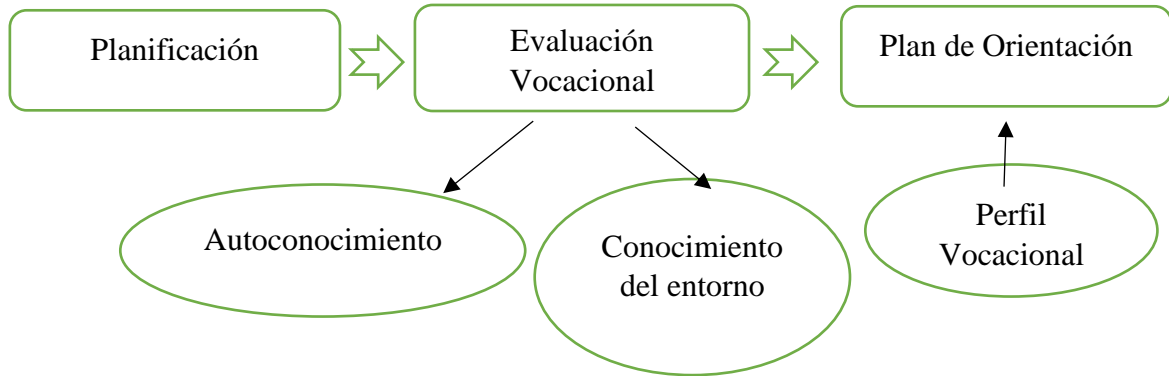 Planificación
Evaluación
Vocacional
Plan de Orientación
Autoconocimiento
Conocimiento
del entorno
Perfil
Vocacional